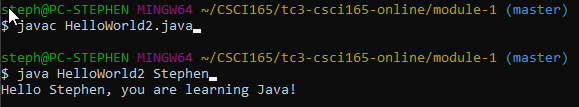 steph@PC-STEPHEN MINGW64 ~/CSCI165/tc3-csci165-online/module-1 (master)
$ javac HelloWorld2.java
steph@PC-STEPHEN MINGW64 ~/CSCI165/tc3-csci165-online/module-1 (master)
$ java HelloWorld2 Stephen
Hello Stephen, you are learning Java!